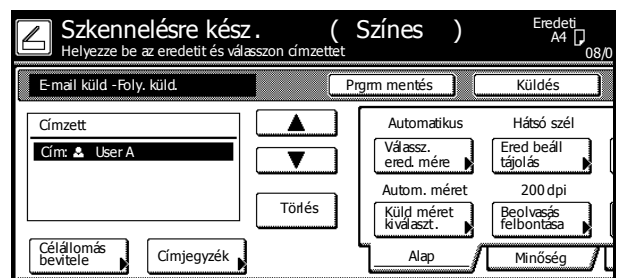 Szkennelésre kész. ( Színes )
Helyezze be az eredetit és válasszon címzettet
Eredeti
A4
08/0
E-mail küld -Foly. küld.
Prgrm mentés
Küldés
Címzett
Cím: User A
Törlés
Célállomás
bevitele
Címjegyzék
Automatikus
Hátsó szél
Válassz.
ered. mére
Ered beáll
tájolás
Autom. méret
200 dpi
Küld méret
kiválaszt.
Beolvasás
felbontása
Alap
Minőség